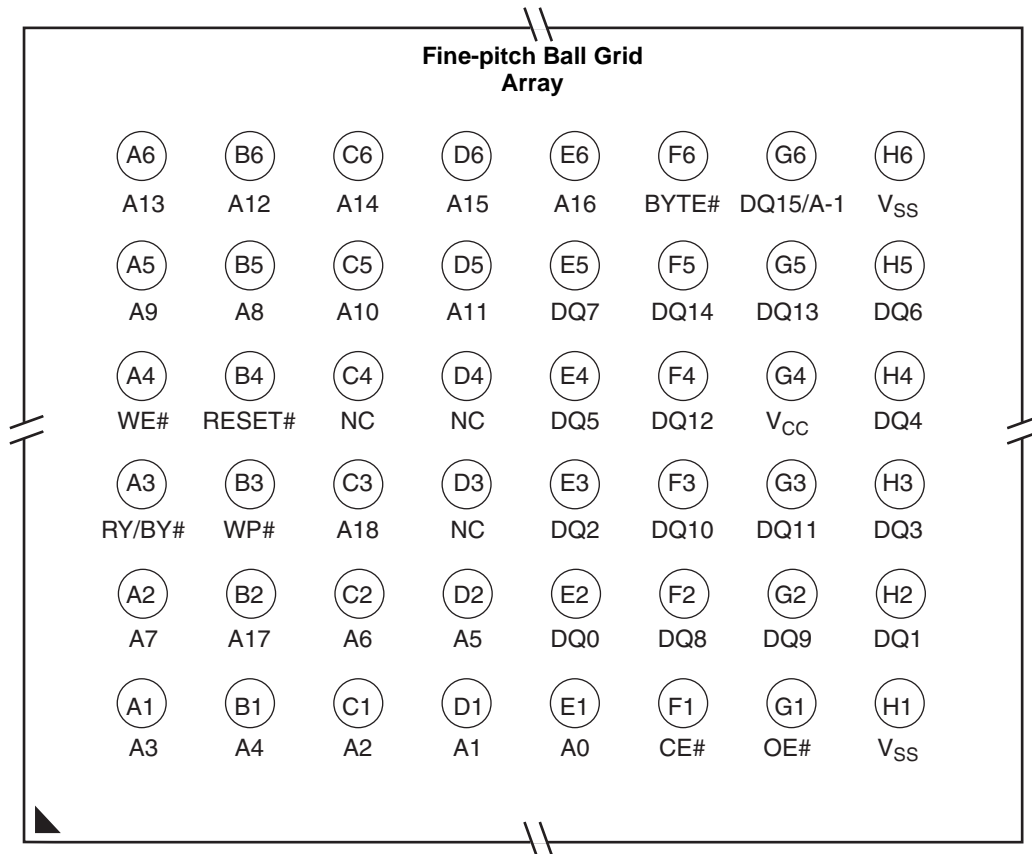 Fine-pitch Ball Grid
Array
A6 B6 C6 D6 E6 F6 G6 H6
A13 A12 A14 A15 A16 BYTE# DQ15/A-1 VSS
A5 B5 C5 D5 E5 F5 G5 H5
A9 A8 A10 A11 DQ7 DQ14 DQ13 DQ6
A4 B4 C4 D4 E4 F4 G4 H4
WE# RESET# NC NC DQ5 DQ12 VCC DQ4
A3 B3 C3 D3 E3 F3 G3 H3
RY/BY# WP# A18 NC DQ2 DQ10 DQ11 DQ3
A2 B2 C2 D2 E2 F2 G2 H2
A7 A17 A6 A5 DQ0 DQ8 DQ9 DQ1
A1 B1 C1 D1 E1 F1 G1 H1
A3 A4 A2 A1 A0 CE# OE# VSS